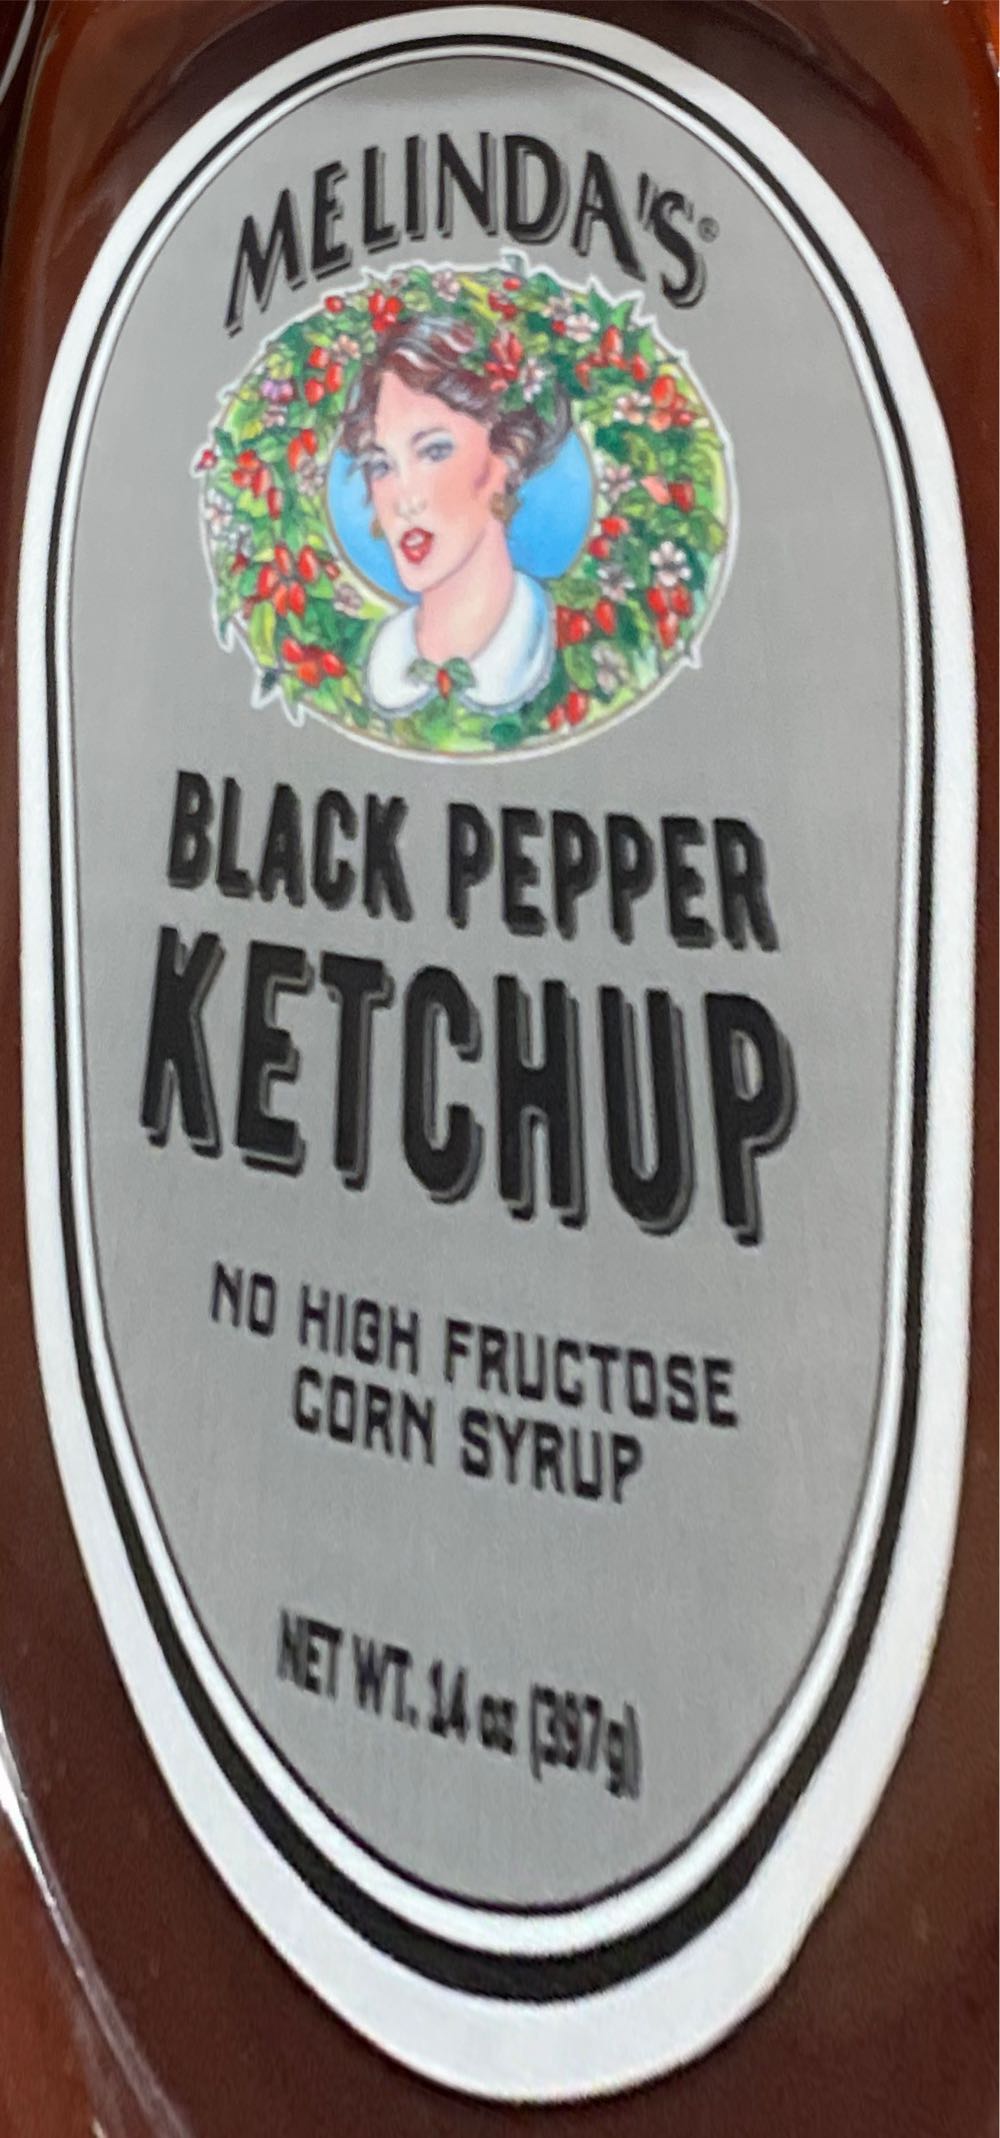 MELINDA'S®
BLACK PEPPER
KETCHUP
NO HIGH FRUCTOSE
CORN SYRUP
NET WT. 14 oz (397g)